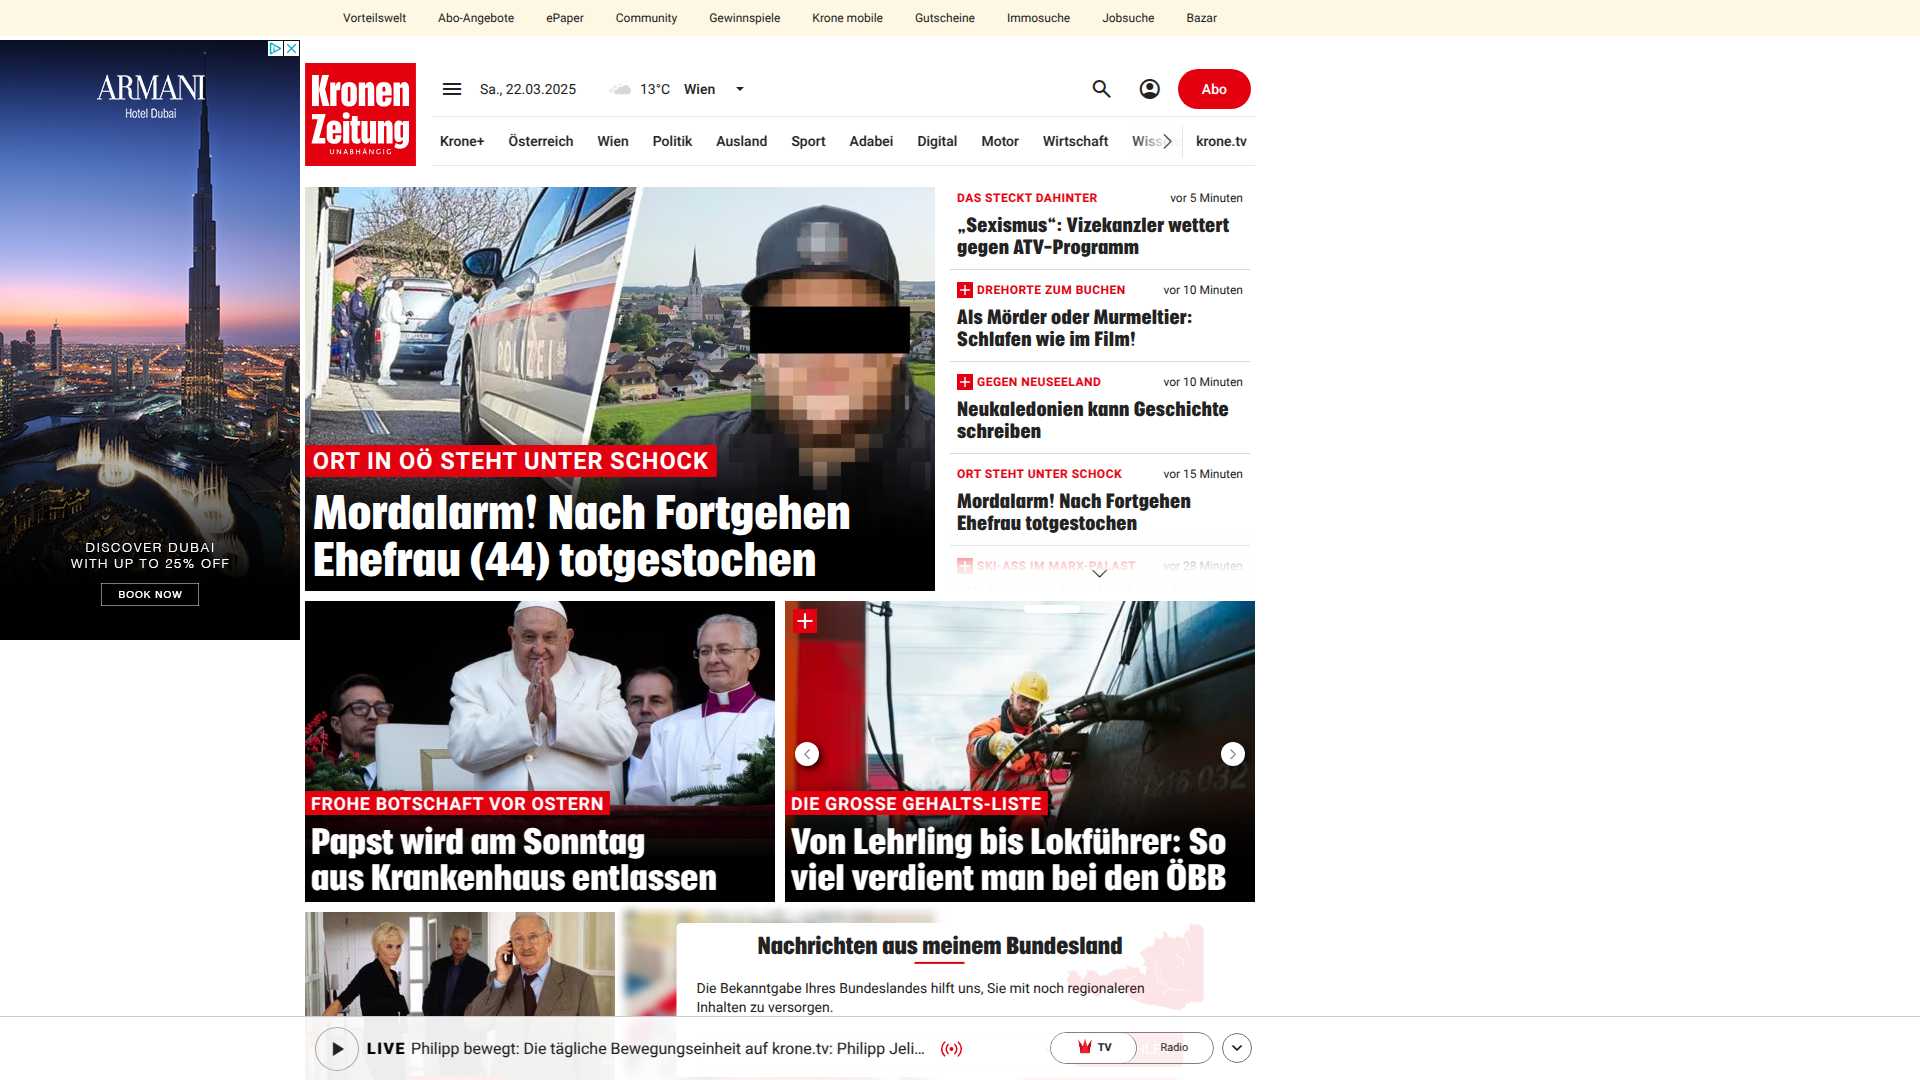 Vorteilswelt Abo-Angebote ePaper Community Gewinnspiele Krone mobile Gutscheine Immosuche Jobsuche Bazar
ARMANI
Hotel Dubai
DISCOVER DUBAI
WITH UP TO 25% OFF
BOOK NOW
Kronen
Zeitung
UNABHÄNGIG
Sa., 22.03.2025 13°C Wien
Abo
Krone+ Österreich Wien Politik Ausland Sport Adabei Digital Motor Wirtschaft Wiss krone.tv
POLIZEI
ORT IN OÖ STEHT UNTER SCHOCK
Mordalarm! Nach Fortgehen
Ehefrau (44) totgestochen
DAS STECKT DAHINTER vor 5 Minuten
„Sexismus“: Vizekanzler wettert
gegen ATV-Programm
DREHORTE ZUM BUCHEN vor 10 Minuten
Als Mörder oder Murmeltier:
Schlafen wie im Film!
GEGEN NEUSEELAND vor 10 Minuten
Neukaledonien kann Geschichte
schreiben
ORT STEHT UNTER SCHOCK vor 15 Minuten
Mordalarm! Nach Fortgehen
Ehefrau totgestochen
SKI-ASS IM MARX-PALAST vor 28 Minuten
FROHE BOTSCHAFT VOR OSTERN
Papst wird am Sonntag
aus Krankenhaus entlassen
DIE GROSSE GEHALTS-LISTE
Von Lehrling bis Lokführer: So
viel verdient man bei den ÖBB
Nachrichten aus meinem Bundesland
Die Bekanntgabe Ihres Bundeslandes hilft uns, Sie mit noch regionaleren
Inhalten zu versorgen.
LIVE Philipp bewegt: Die tägliche Bewegungseinheit auf krone.tv: Philipp Jeli...
TV Radio